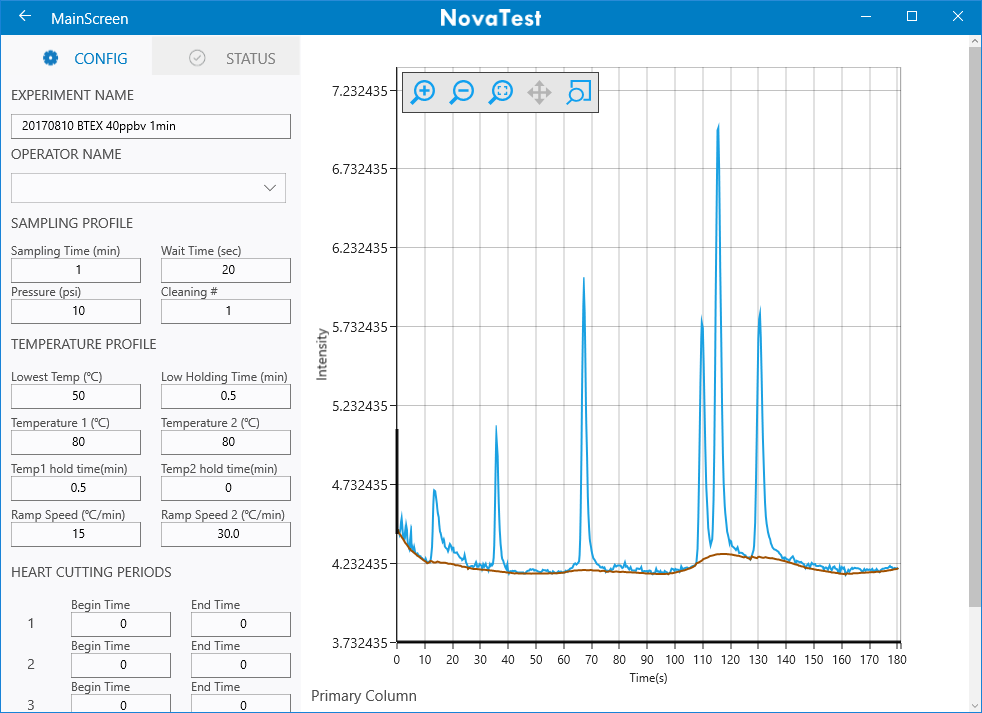 MainScreen
NovaTest
CONFIG
STATUS
EXPERIMENT NAME
20170810 BTEX 40ppbv 1min
OPERATOR NAME
SAMPLING PROFILE
Sampling Time (min) Wait Time (sec)
1 20
Pressure (psi) Cleaning #
10 1
TEMPERATURE PROFILE
Lowest Temp (℃) Low Holding Time (min)
50 0.5
Temperature 1 (℃) Temperature 2 (℃)
80 80
Temp1 hold time(min) Temp2 hold time(min)
0.5 0
Ramp Speed (℃/min) Ramp Speed 2 (℃/min)
15 30.0
HEART CUTTING PERIODS
Begin Time End Time
1 0 0
Begin Time End Time
2 0 0
Begin Time End Time
3 0 0
7.232435
6.732435
6.232435
5.732435
5.232435
4.732435
4.232435
3.732435
Intensity
0 10 20 30 40 50 60 70 80 90 100 110 120 130 140 150 160 170 180
Time(s)
Primary Column